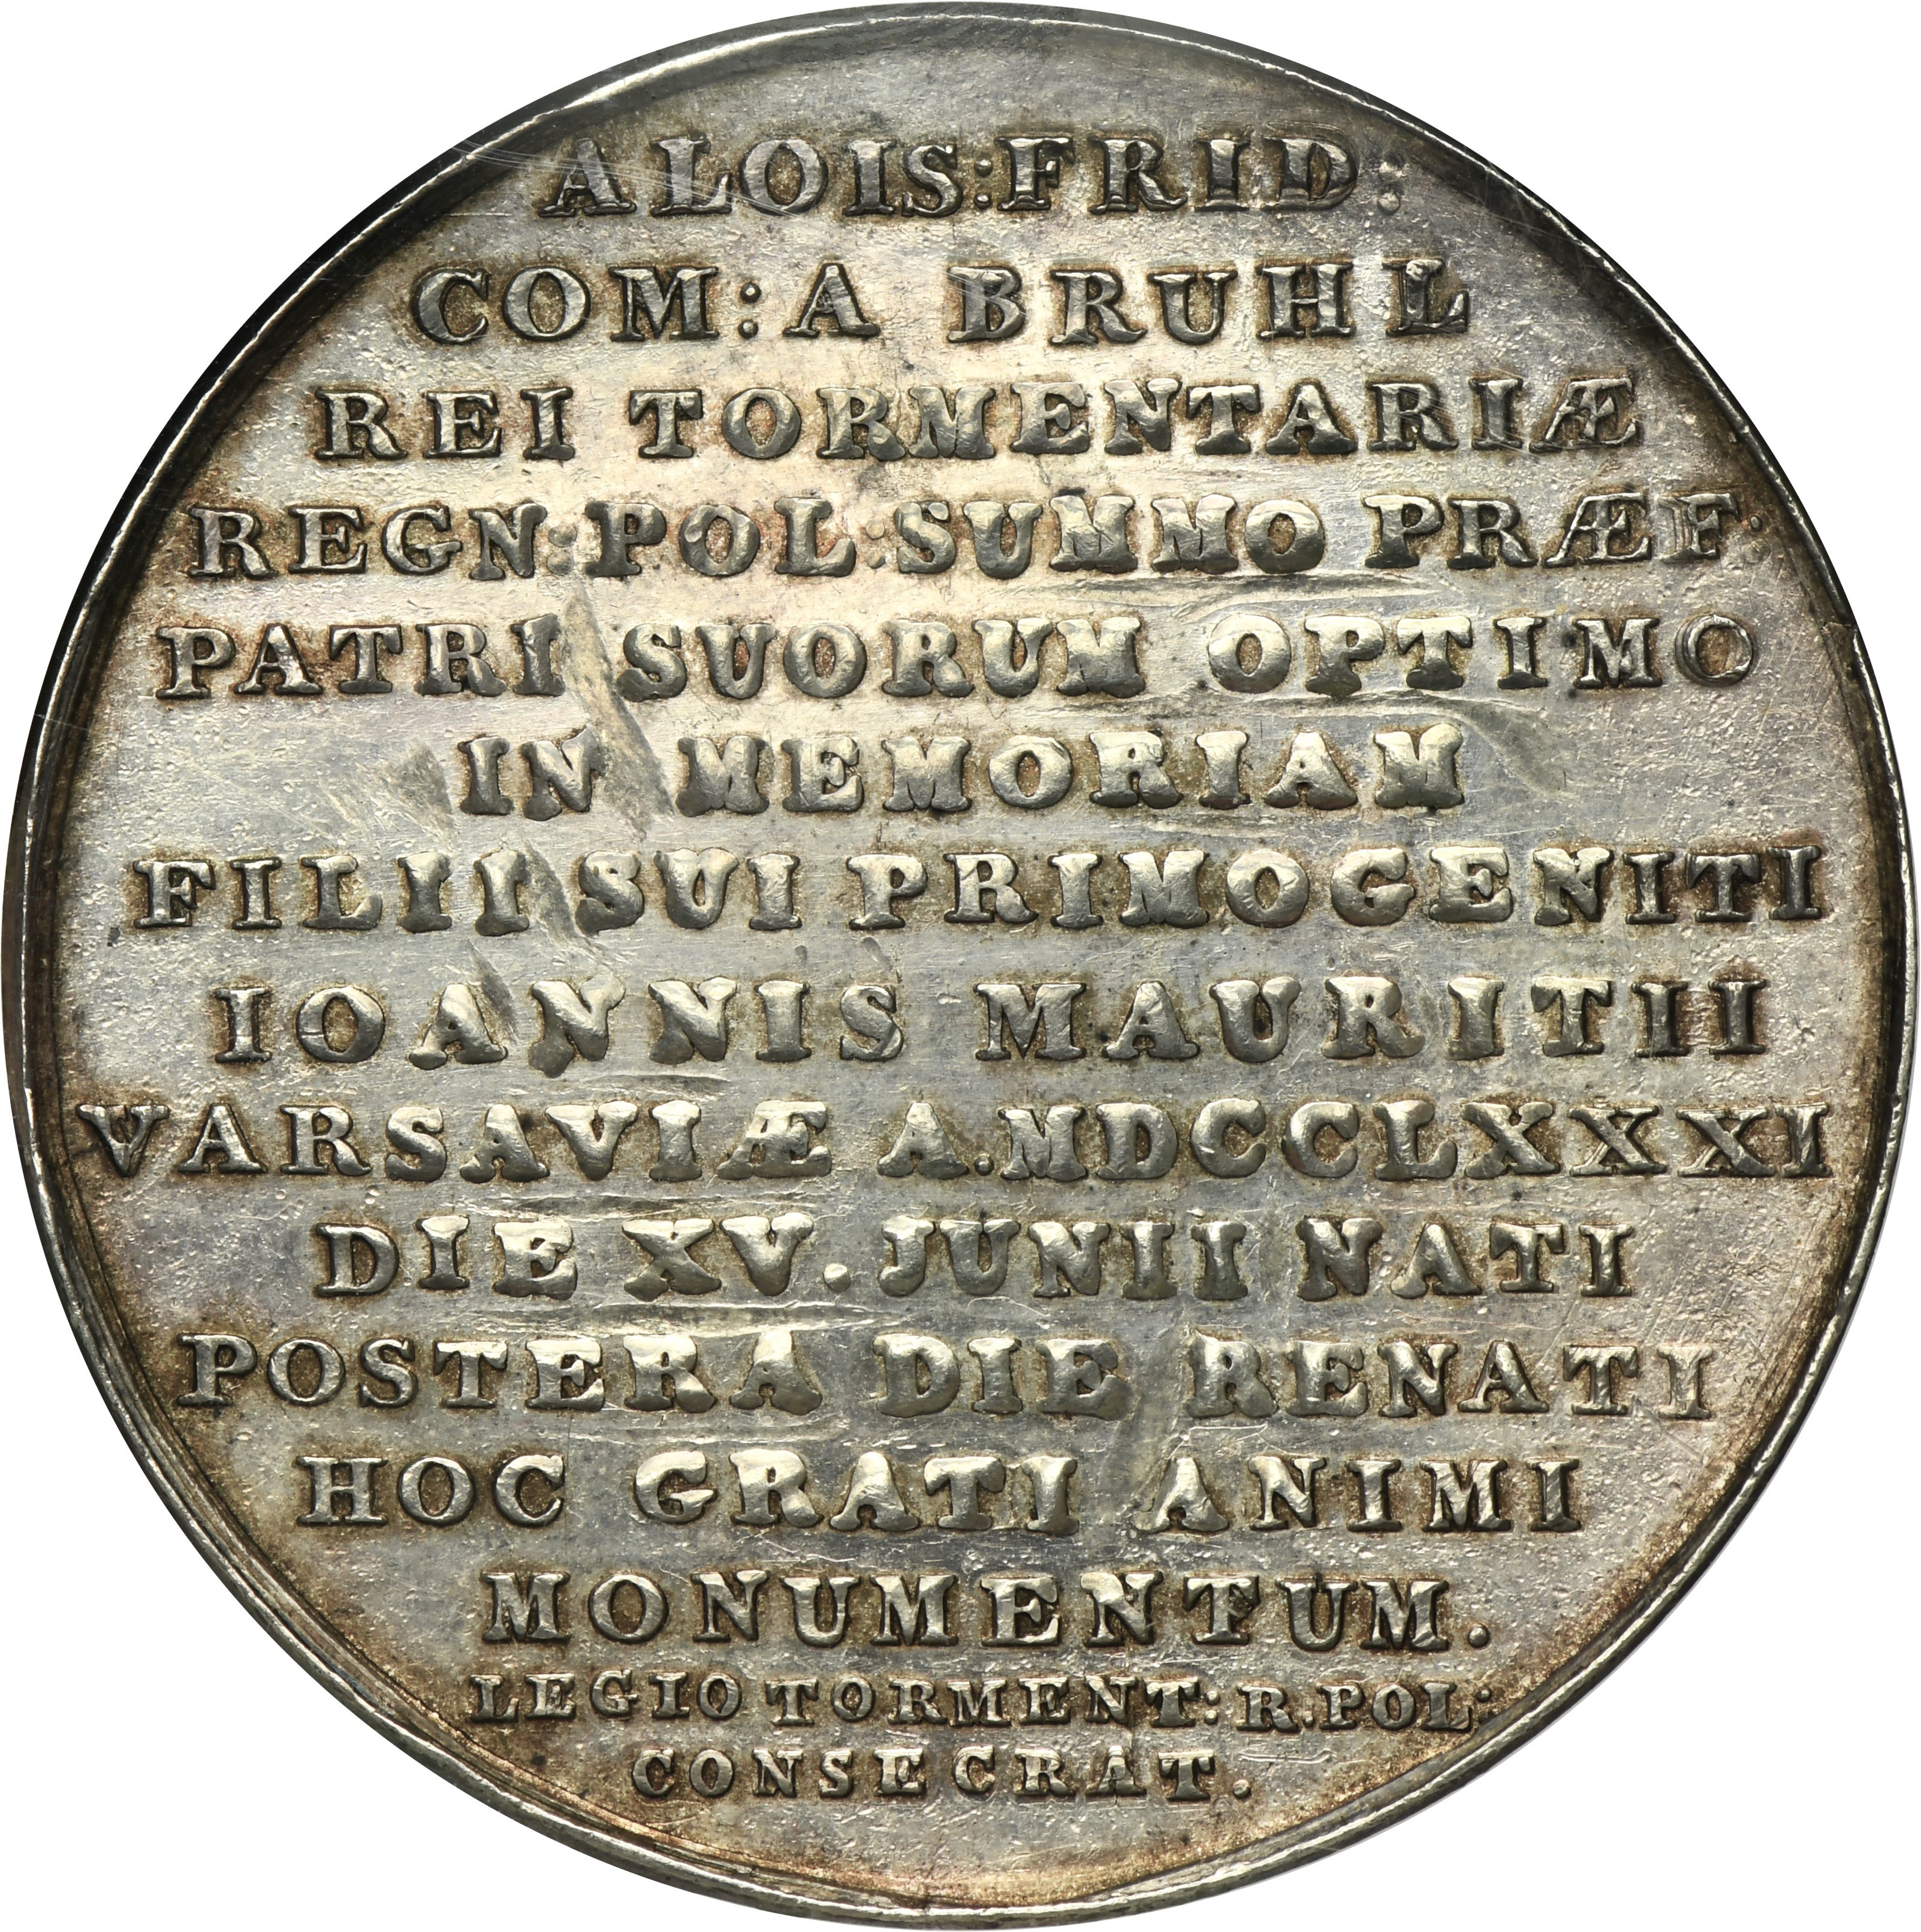 ALOIS:FRID:
COM:A BRUHL
REI TORMENTARIÆ
REGN:POL:SUMMO PRÆF:
PATRI SUORUM OPTIMO
IN MEMORIAM
FILII SUI PRIMOGENITI
IOANNIS MAURITII
VARSAVIÆ A.MDCCLXXXI
DIE XV. JUNII NATI
POSTERA DIE RENATI
HOC GRATI ANIMI
MONUMENTUM.
LEGIO TORMENT: R.POL:
CONSECRAT.